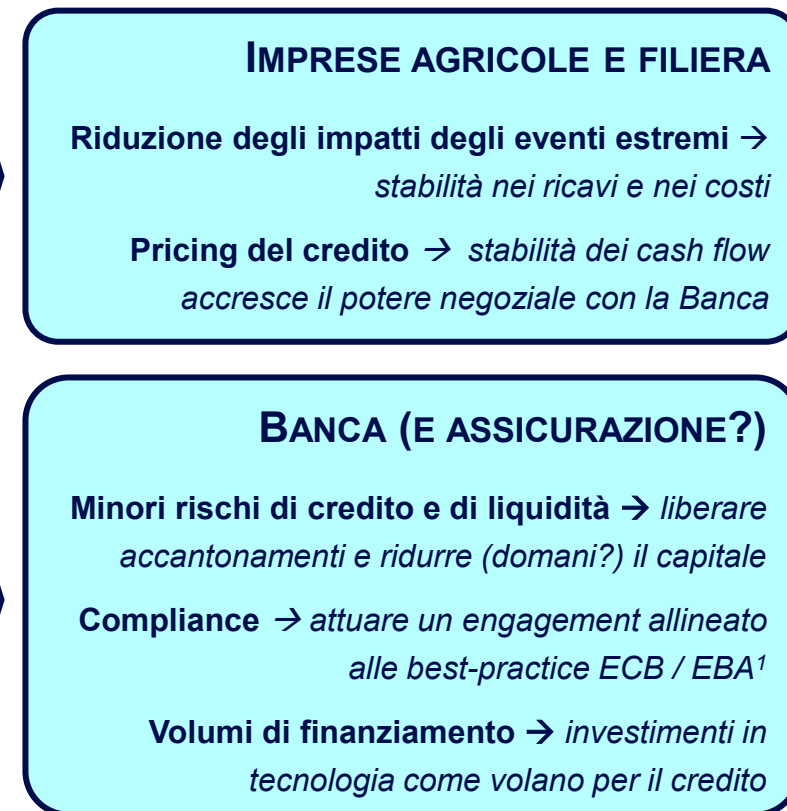 IMPRESE AGRICOLE E FILIERA
Riduzione degli impatti degli eventi estremi →
stabilità nei ricavi e nei costi
Pricing del credito → stabilità dei cash flow
accresce il potere negoziale con la Banca
BANCA (E ASSICURAZIONE?)
Minori rischi di credito e di liquidità → liberare
accantonamenti e ridurre (domani?) il capitale
Compliance → attuare un engagement allineato
alle best-practice ECB / EBA¹
Volumi di finanziamento → investimenti in
tecnologia come volano per il credito